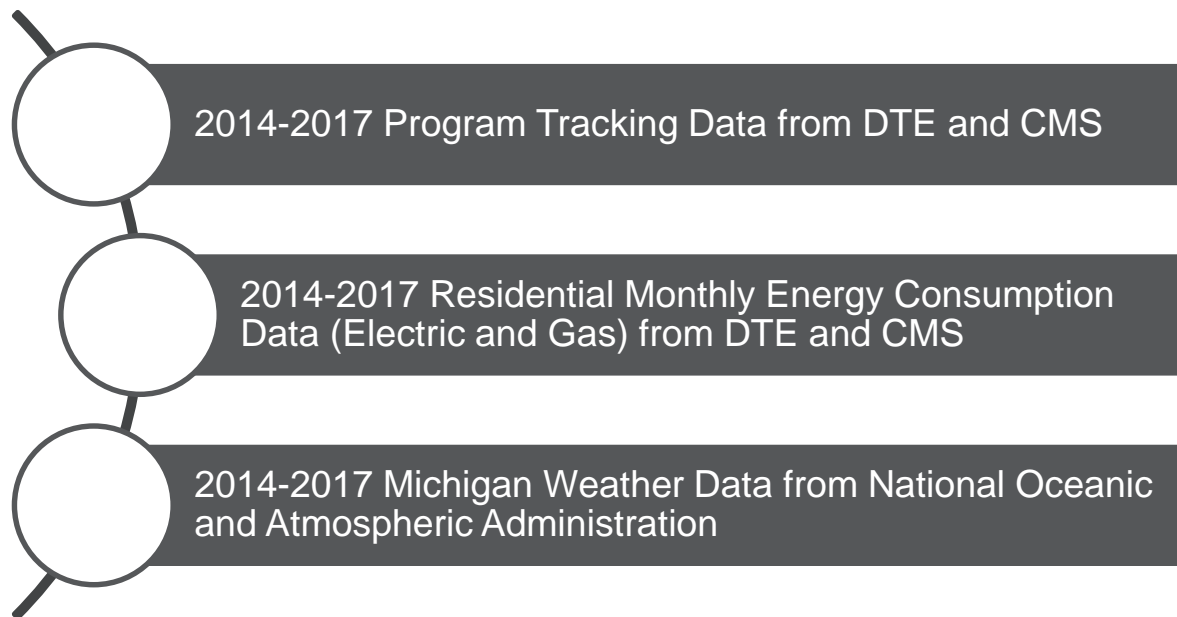 2014-2017 Program Tracking Data from DTE and CMS
2014-2017 Residential Monthly Energy Consumption
Data (Electric and Gas) from DTE and CMS
2014-2017 Michigan Weather Data from National Oceanic
and Atmospheric Administration